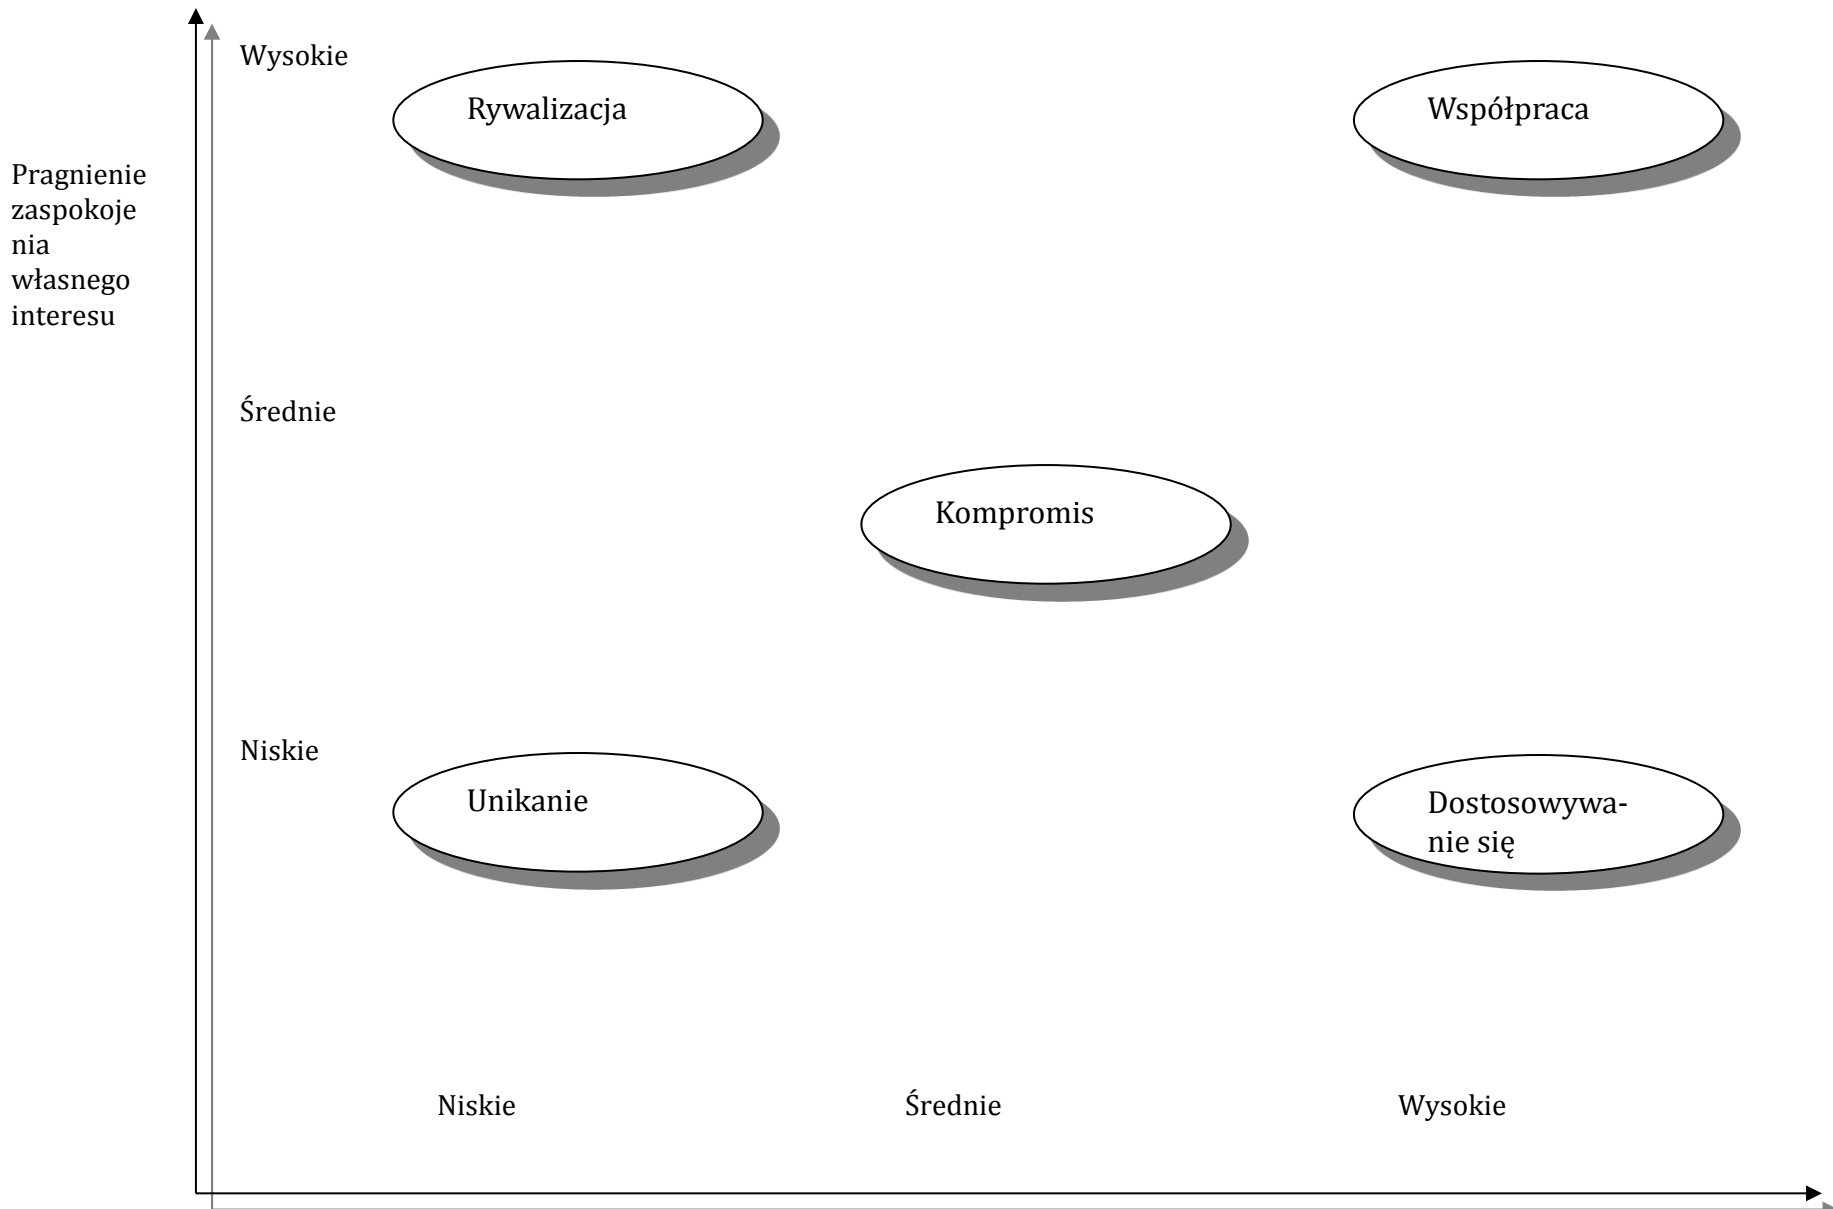 Wysokie
Rywalizacja
Współpraca
Pragnienie
zaspokoje
nia
własnego
interesu
Średnie
Kompromis
Niskie
Unikanie
Dostosowywa-
nie się
Niskie
Średnie
Wysokie